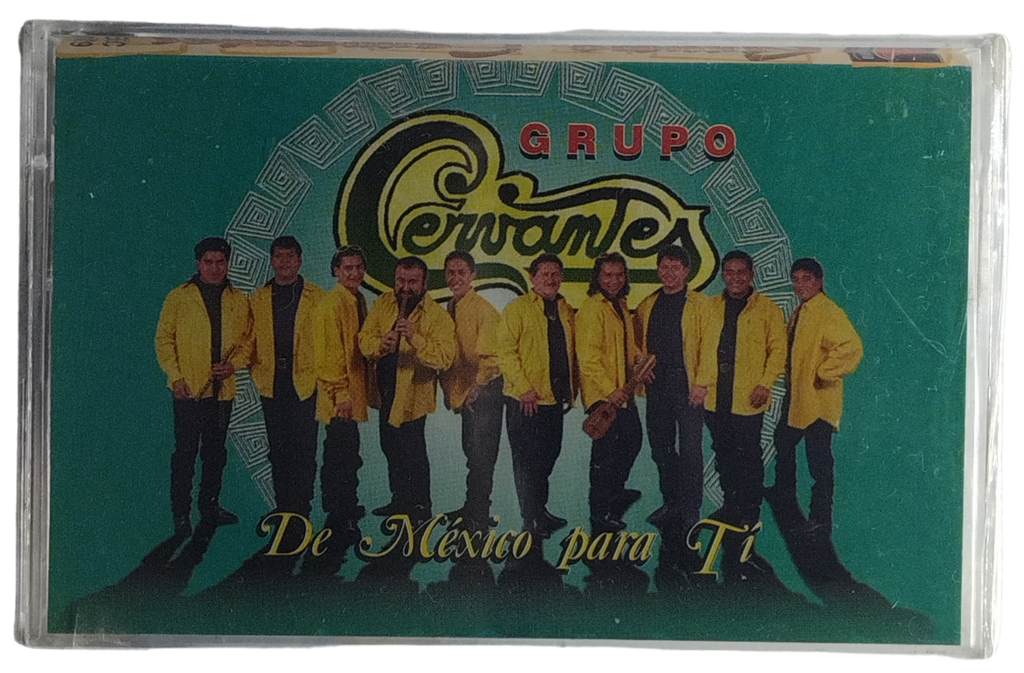 GRUPO
Cervantes
De México para Tí